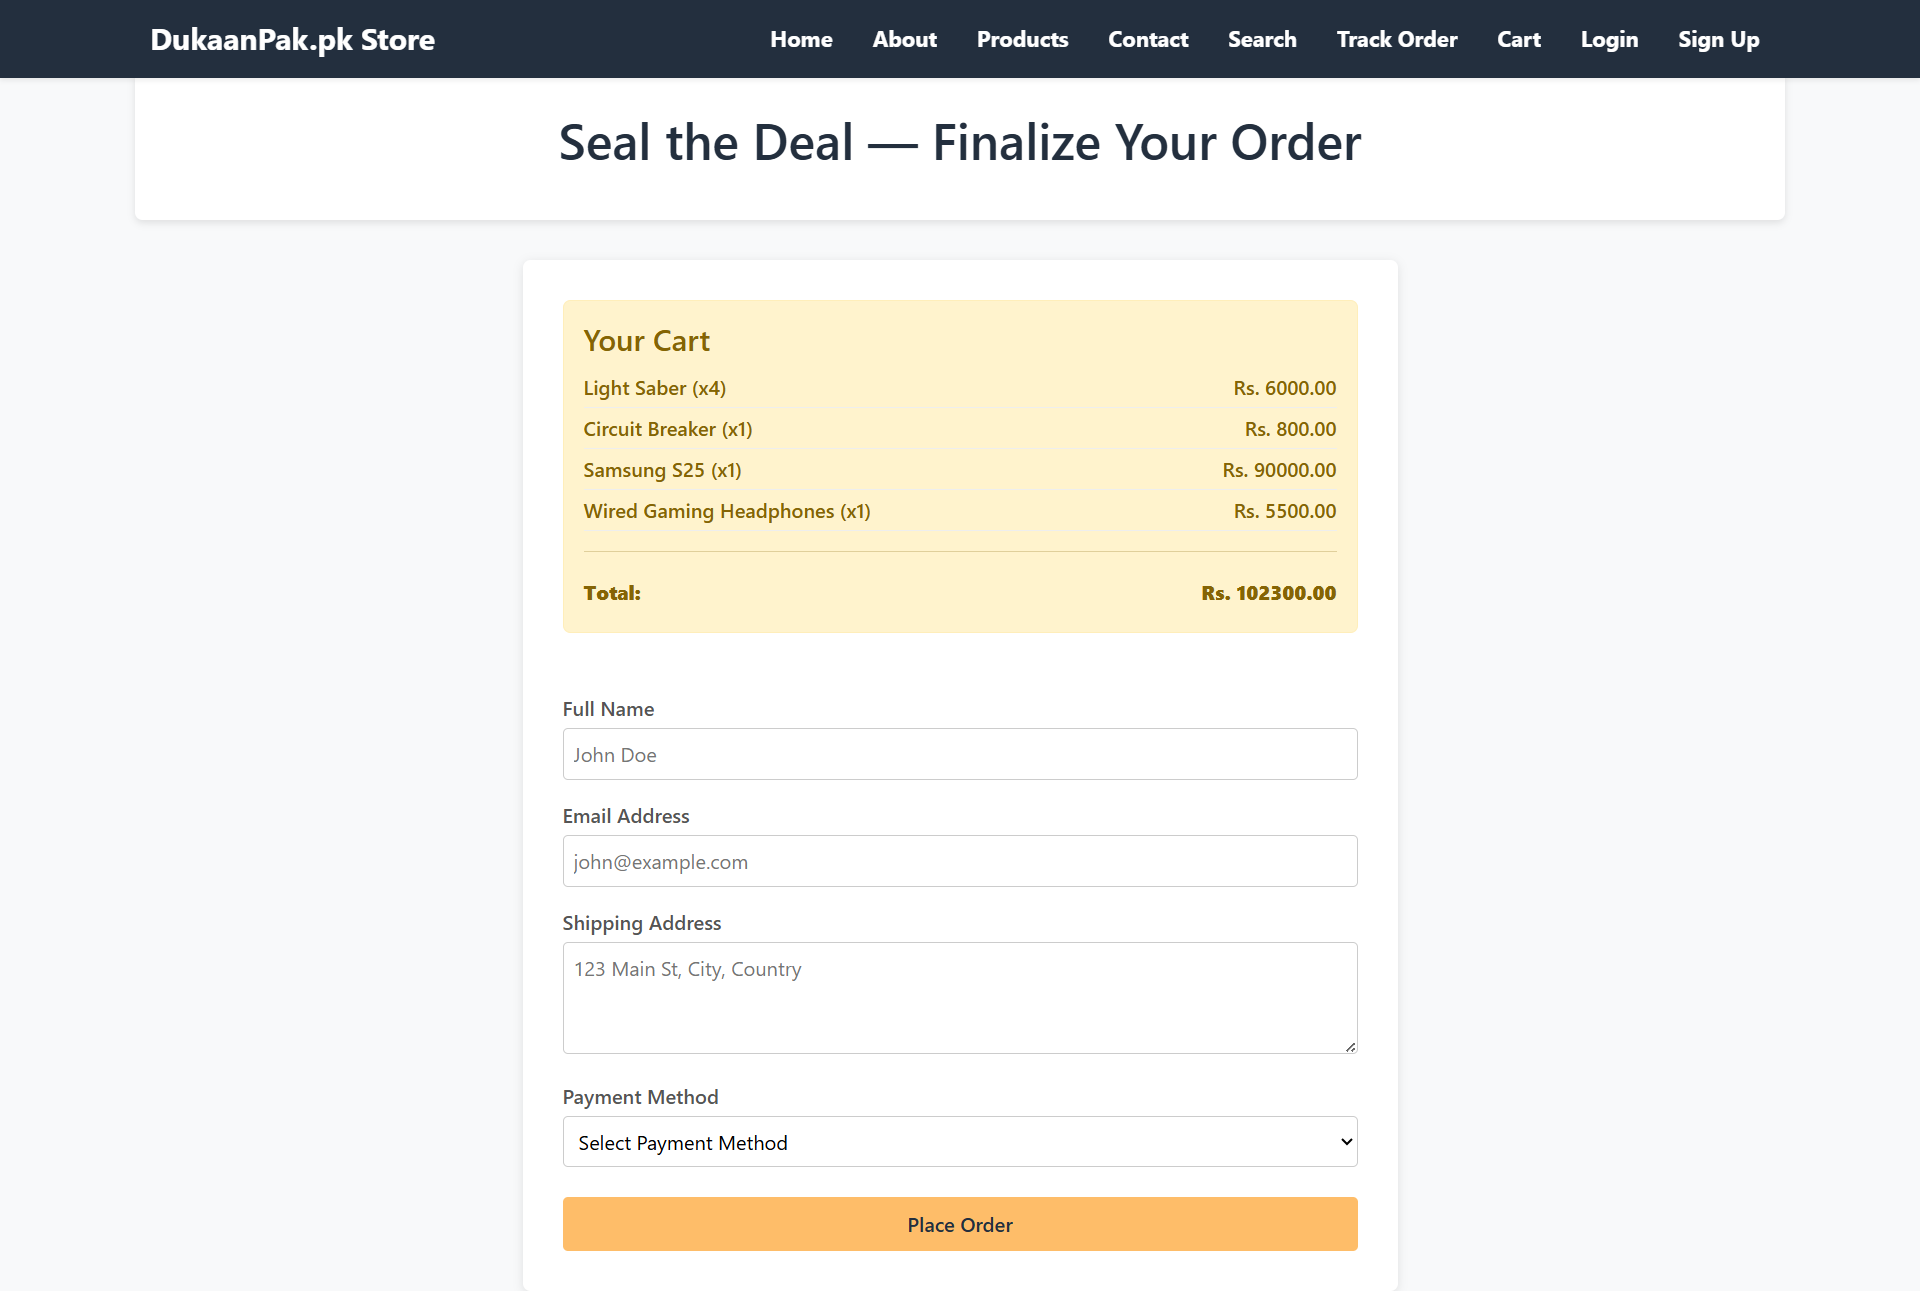 DukaanPak.pk Store Home About Products Contact Search Track Order Cart Login Sign Up
Seal the Deal — Finalize Your Order
Your Cart
Light Saber (x4) Rs. 6000.00
Circuit Breaker (x1) Rs. 800.00
Samsung S25 (x1) Rs. 90000.00
Wired Gaming Headphones (x1) Rs. 5500.00
Total: Rs. 102300.00
Full Name
John Doe
Email Address
john@example.com
Shipping Address
123 Main St, City, Country
Payment Method
Select Payment Method
Place Order